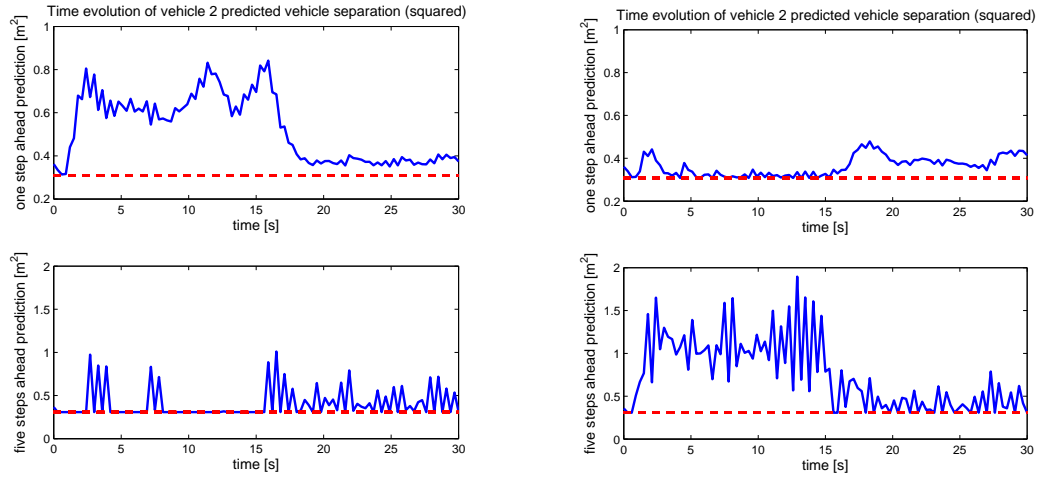 Time evolution of vehicle 2 predicted vehicle separation (squared)
one step ahead prediction [m²]
1
0.8
0.6
0.4
0.2
0 5 10 15 20 25 30
time [s]
five steps ahead prediction [m²]
2
1.5
1
0.5
0
0 5 10 15 20 25 30
time [s]
Time evolution of vehicle 2 predicted vehicle separation (squared)
one step ahead prediction [m²]
1
0.8
0.6
0.4
0.2
0 5 10 15 20 25 30
time [s]
five steps ahead prediction [m²]
2
1.5
1
0.5
0
0 5 10 15 20 25 30
time [s]